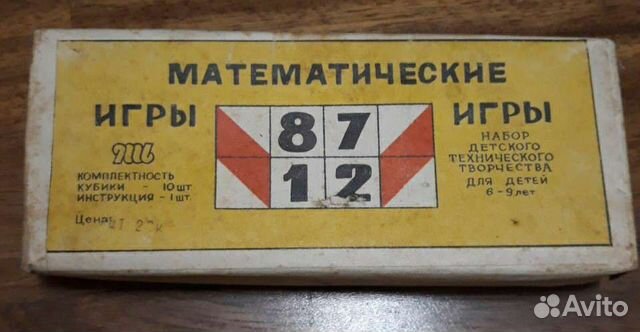 МАТЕМАТИЧЕСКИЕ
ИГРЫ
КОМПЛЕКТНОСТЬ
КУБИКИ - 10 шт
ИНСТРУКЦИЯ - 1 шт.
Цена
87
12
ИГРЫ
НАБОР
ДЕТСКОГО
ТЕХНИЧЕСКОГО
ТВОРЧЕСТВА
ДЛЯ ДЕТЕЙ
6-9 лет
Avito